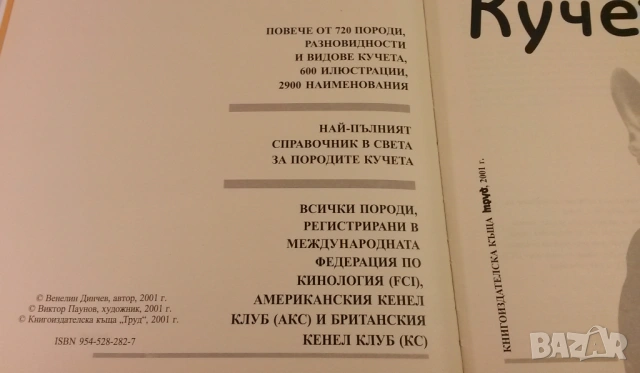 ПОВЕЧЕ ОТ 720 ПОРОДИ,
РАЗНОВИДНОСТИ
И ВИДОВЕ КУЧЕТА,
600 ИЛЮСТРАЦИИ,
2900 НАИМЕНОВАНИЯ
НАЙ-ПЪЛНИЯТ
СПРАВОЧНИК В СВЕТА
ЗА ПОРОДИТЕ КУЧЕТА
ВСИЧКИ ПОРОДИ,
РЕГИСТРИРАНИ В
МЕЖДУНАРОДНАТА
ФЕДЕРАЦИЯ ПО
КИНОЛОГИЯ (FCI),
АМЕРИКАНСКИЯ КЕНЕЛ
КЛУБ (АКС) И БРИТАНСКИЯ
КЕНЕЛ КЛУБ (КС)
© Венелин Динчев, автор, 2001 г.
© Виктор Паунов, художник, 2001 г.
© Книгоиздателска къща „Труд“, 2001 г.
ISBN 954-528-282-7
Куче
КНИГОИЗДАТЕЛСКА КЪЩА труд, 2001 г.
BAZAR